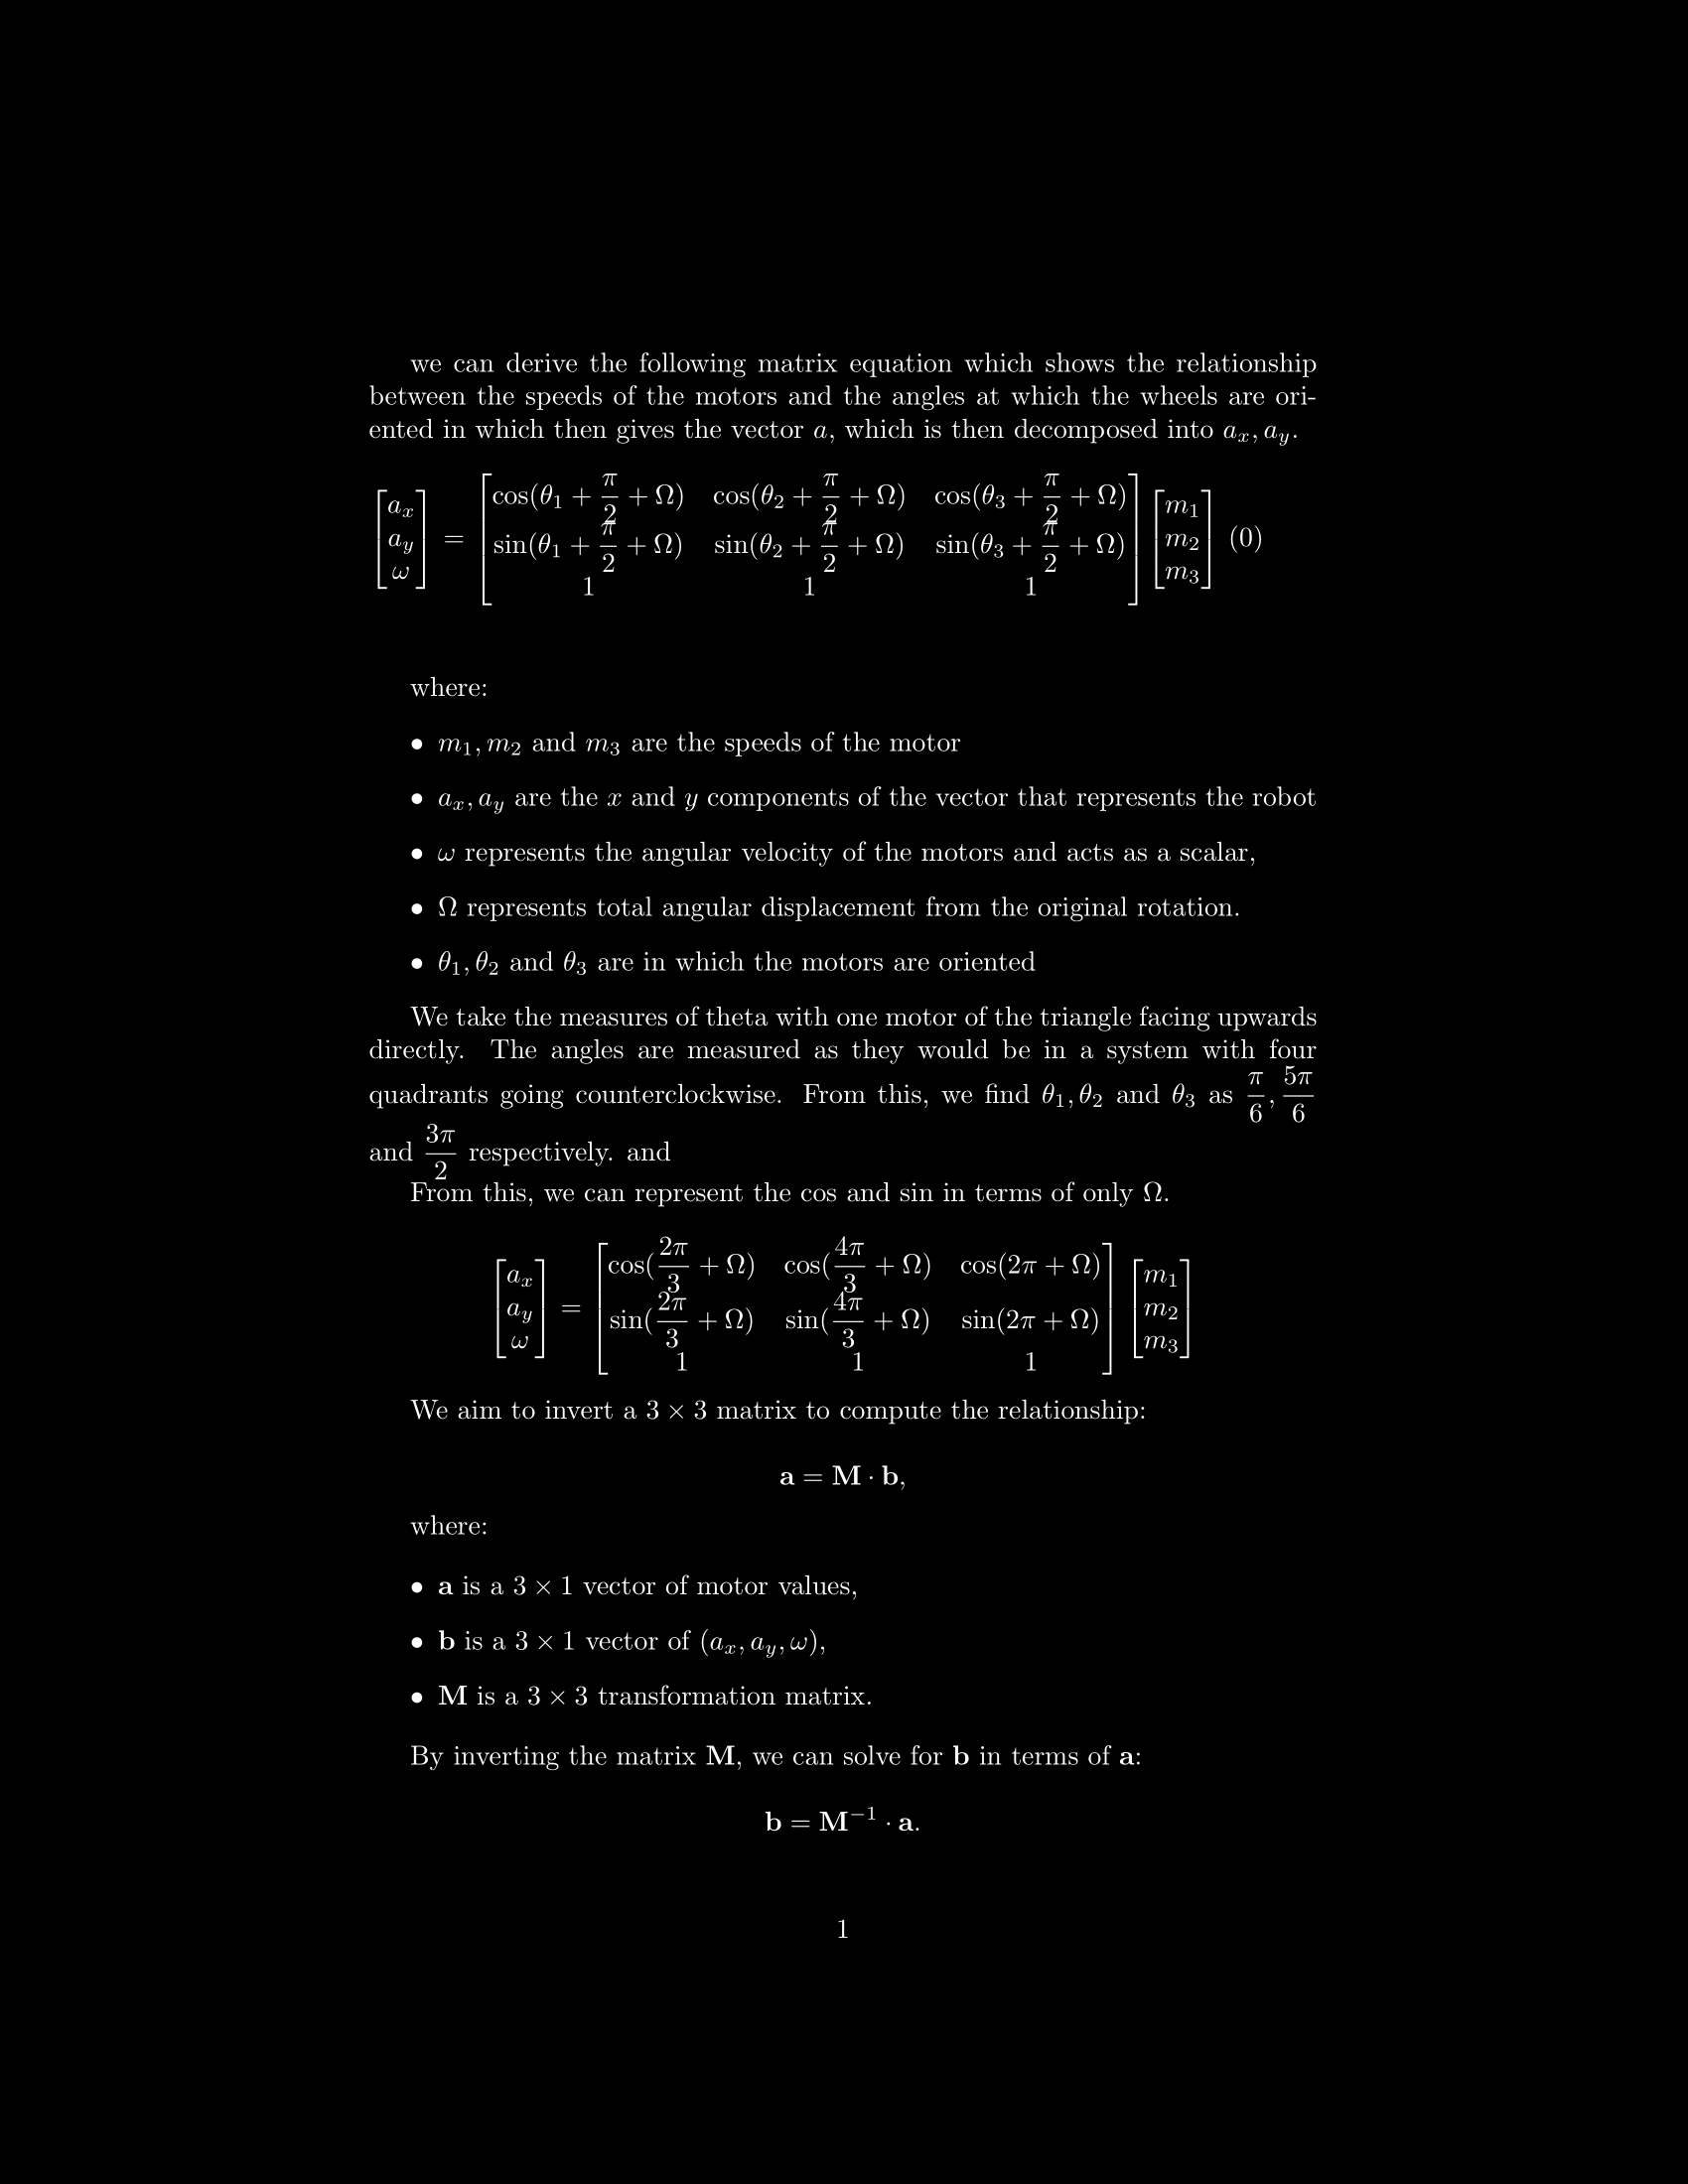 we can derive the following matrix equation which shows the relationship
between the speeds of the motors and the angles at which the wheels are ori-
ented in which then gives the vector $a$, which is then decomposed into $a_x, a_y$.
$\begin{bmatrix} a_x \\ a_y \\ \omega \end{bmatrix} = \begin{bmatrix} \cos(\theta_1 + \dfrac{\pi}{2} + \Omega) & \cos(\theta_2 + \dfrac{\pi}{2} + \Omega) & \cos(\theta_3 + \dfrac{\pi}{2} + \Omega) \\ \sin(\theta_1 + \dfrac{\pi}{2} + \Omega) & \sin(\theta_2 + \dfrac{\pi}{2} + \Omega) & \sin(\theta_3 + \dfrac{\pi}{2} + \Omega) \\ 1 & 1 & 1 \end{bmatrix} \begin{bmatrix} m_1 \\ m_2 \\ m_3 \end{bmatrix}$ (0)
where:
• $m_1, m_2$ and $m_3$ are the speeds of the motor
• $a_x, a_y$ are the $x$ and $y$ components of the vector that represents the robot
• $\omega$ represents the angular velocity of the motors and acts as a scalar,
• $\Omega$ represents total angular displacement from the original rotation.
• $\theta_1, \theta_2$ and $\theta_3$ are in which the motors are oriented
We take the measures of theta with one motor of the triangle facing upwards
directly. The angles are measured as they would be in a system with four
quadrants going counterclockwise. From this, we find $\theta_1, \theta_2$ and $\theta_3$ as $\dfrac{\pi}{6}, \dfrac{5\pi}{6}$
and $\dfrac{3\pi}{2}$ respectively. and
From this, we can represent the cos and sin in terms of only $\Omega$.
$\begin{bmatrix} a_x \\ a_y \\ \omega \end{bmatrix} = \begin{bmatrix} \cos(\dfrac{2\pi}{3} + \Omega) & \cos(\dfrac{4\pi}{3} + \Omega) & \cos(2\pi + \Omega) \\ \sin(\dfrac{2\pi}{3} + \Omega) & \sin(\dfrac{4\pi}{3} + \Omega) & \sin(2\pi + \Omega) \\ 1 & 1 & 1 \end{bmatrix} \begin{bmatrix} m_1 \\ m_2 \\ m_3 \end{bmatrix}$
We aim to invert a $3 \times 3$ matrix to compute the relationship:
$\mathbf{a} = \mathbf{M} \cdot \mathbf{b},$
where:
• $\mathbf{a}$ is a $3 \times 1$ vector of motor values,
• $\mathbf{b}$ is a $3 \times 1$ vector of $(a_x, a_y, \omega)$,
• $\mathbf{M}$ is a $3 \times 3$ transformation matrix.
By inverting the matrix $\mathbf{M}$, we can solve for $\mathbf{b}$ in terms of $\mathbf{a}$:
$\mathbf{b} = \mathbf{M}^{-1} \cdot \mathbf{a}.$
1